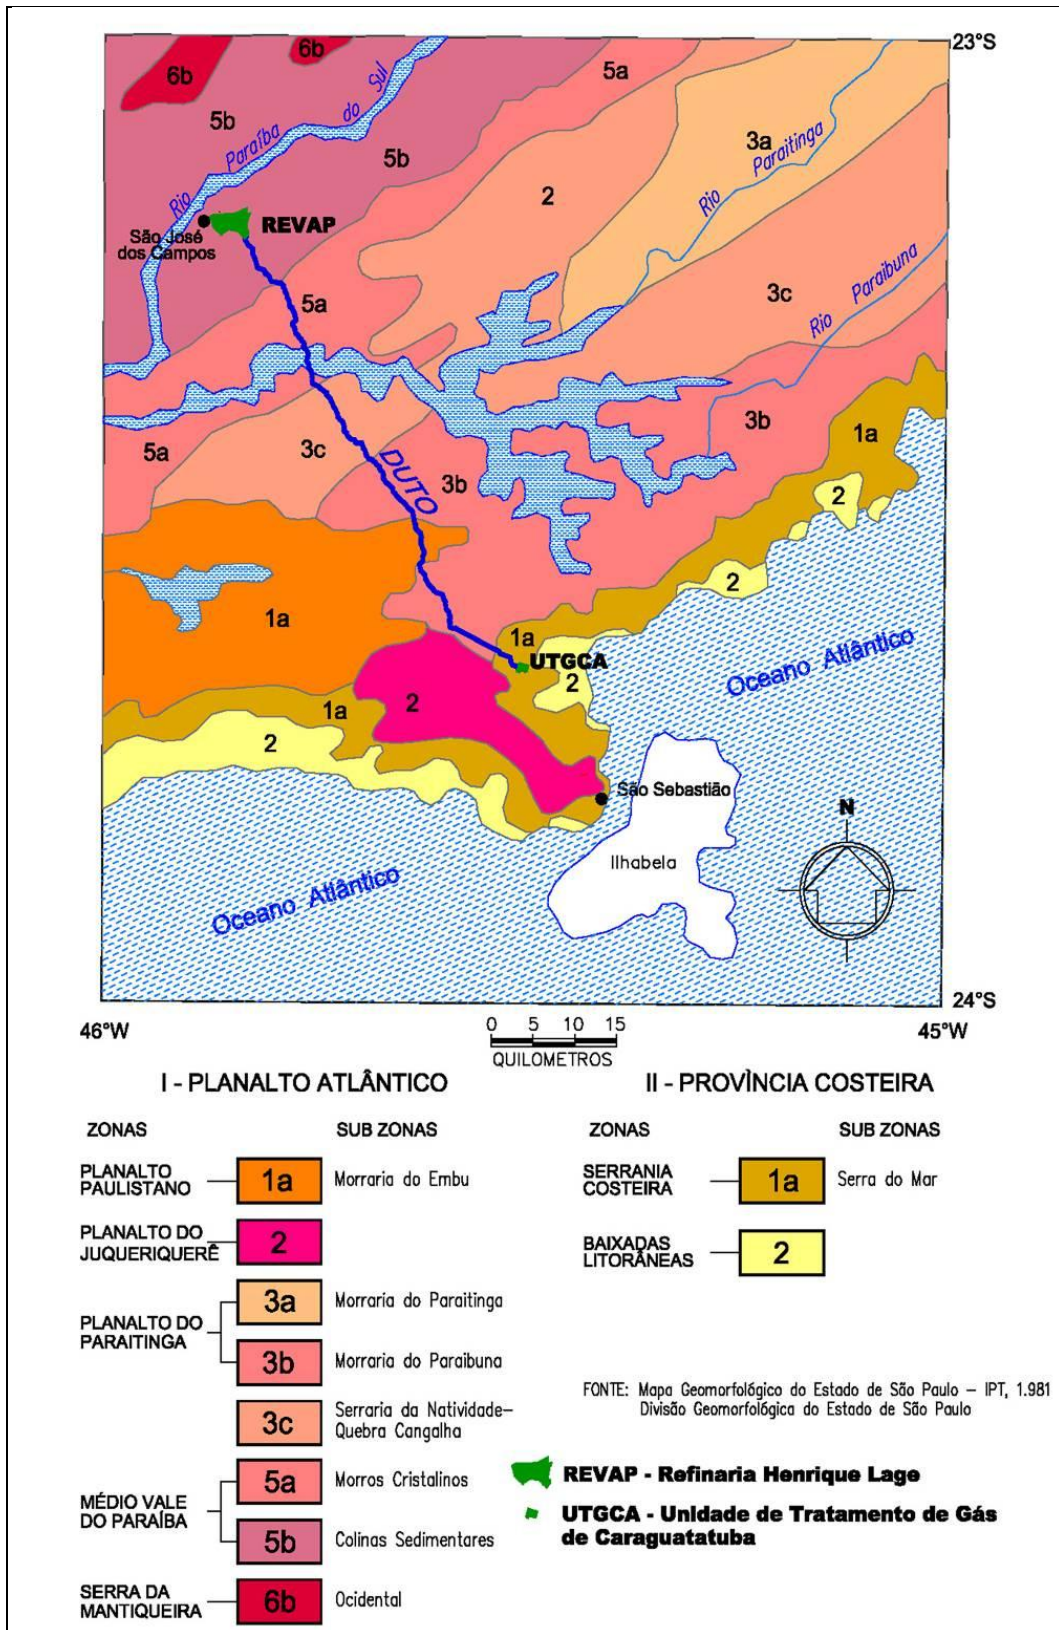 23°S
6b
6b
5a
5b
Rio Paraíba do Sul
5b
3a
Rio Paraitinga
2
São José
dos Campos
REVAP
5a
3c
Rio Paraibuna
5a
3c
DUTO
3b
3b
1a
2
2
1a
1a
UTGCA
2
Oceano Atlântico
1a
2
2
São Sebastião
N
Ilhabela
Oceano Atlântico
24°S
46°W
45°W
0 5 10 15
QUILOMETROS
I - PLANALTO ATLÂNTICO
ZONAS
SUB ZONAS
PLANALTO
PAULISTANO
1a
Morraria do Embu
PLANALTO DO
JUQUERIQUERÊ
2
PLANALTO DO
PARAITINGA
3a
Morraria do Paraitinga
3b
Morraria do Paraibuna
3c
Serraria da Natividade-
Quebra Cangalha
MÉDIO VALE
DO PARAÍBA
5a
Morros Cristalinos
5b
Colinas Sedimentares
SERRA DA
MANTIQUEIRA
6b
Ocidental
II - PROVÌNCIA COSTEIRA
ZONAS
SUB ZONAS
SERRANIA
COSTEIRA
1a
Serra do Mar
BAIXADAS
LITORÂNEAS
2
FONTE: Mapa Geomorfológico do Estado de São Paulo – IPT, 1.981
Divisão Geomorfológica do Estado de São Paulo
REVAP - Refinaria Henrique Lage
UTGCA - Unidade de Tratamento de Gás
de Caraguatatuba